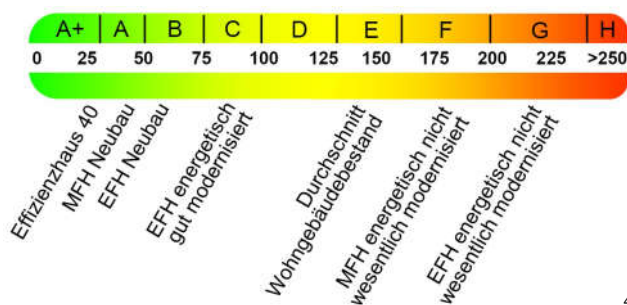 A+ A B C D E F G H
0 25 50 75 100 125 150 175 200 225 >250
Effizienzhaus 40
MFH Neubau
EFH Neubau
EFH energetisch
gut modernisiert
Durchschnitt
Wohngebäudebestand
MFH energetisch nicht
wesentlich modernisiert
EFH energetisch nicht
wesentlich modernisiert